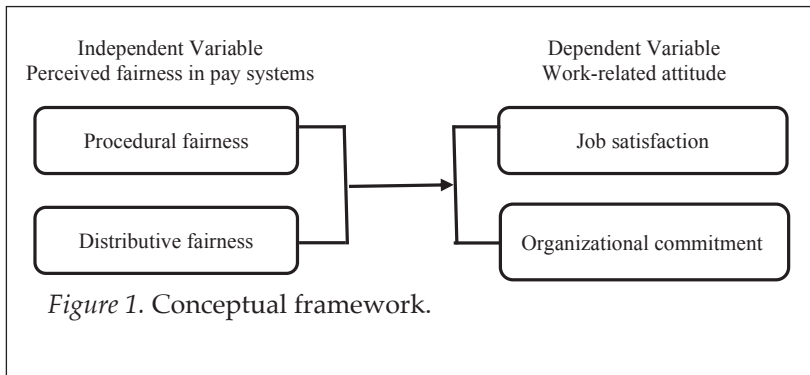 Independent Variable
Perceived fairness in pay systems
Dependent Variable
Work-related attitude
Procedural fairness
Job satisfaction
Distributive fairness
Organizational commitment
Figure 1. Conceptual framework.